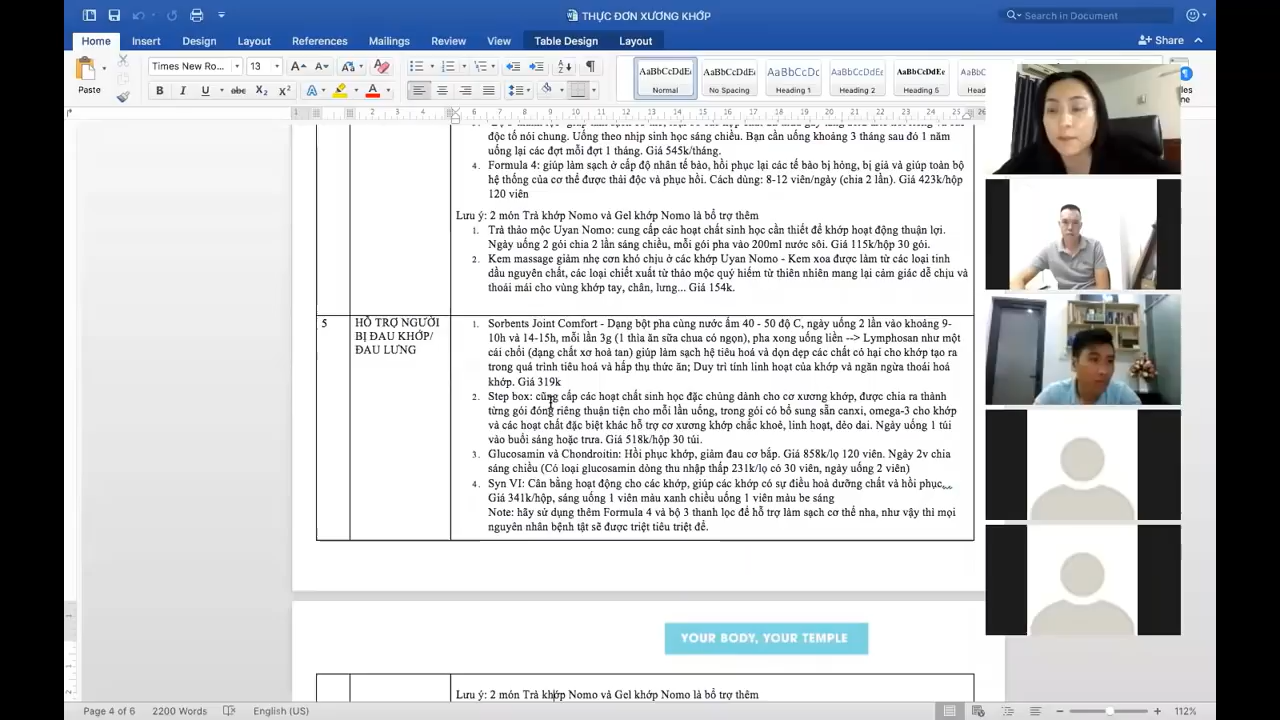 THỰC ĐƠN XƯƠNG KHỚP
Search in Document
Home Insert Design Layout References Mailings Review View Table Design Layout
Share
Paste
Times New Ro... 13
AaBbCcDdEe AaBbCcDdEe AaBbCcDc AaBbCcDdEe AaBbCcDdEe
Normal No Spacing Heading 1 Heading 2 Heading 5
độc tố nói chung. Uống theo nhịp sinh học sáng chiều. Bạn cần uống khoảng 3 tháng sau đó 1 năm
uống lại các đợt mỗi đợt 1 tháng. Giá 545k/tháng.
4. Formula 4: giúp làm sạch ở cấp độ nhân tế bào, hồi phục lại các tế bào bị hỏng, bị già và giúp toàn bộ
hệ thống của cơ thể được thải độc và phục hồi. Cách dùng: 8-12 viên/ngày (chia 2 lần). Giá 423k/hộp
120 viên
Lưu ý: 2 món Trà khớp Nomo và Gel khớp Nomo là bổ trợ thêm
1. Trà thảo mộc Uyan Nomo: cung cấp các hoạt chất sinh học cần thiết để khớp hoạt động thuận lợi.
Ngày uống 2 gói chia 2 lần sáng chiều, mỗi gói pha vào 200ml nước sôi. Giá 115k/hộp 30 gói.
2. Kem massage giảm nhẹ cơn khó chịu ở các khớp Uyan Nomo - Kem xoa được làm từ các loại tinh
dầu nguyên chất, các loại chiết xuất từ thảo mộc quý hiếm từ thiên nhiên mang lại cảm giác dễ chịu và
thoải mái cho vùng khớp tay, chân, lưng... Giá 154k.
5 HỖ TRỢ NGƯỜI
BỊ ĐAU KHỚP/
ĐAU LƯNG
1. Sorbents Joint Comfort - Dạng bột pha cùng nước ấm 40 - 50 độ C, ngày uống 2 lần vào khoảng 9-
10h và 14-15h, mỗi lần 3g (1 thìa ăn sữa chua có ngọn), pha xong uống liền --> Lymphosan như một
cái chổi (dạng chất xơ hoà tan) giúp làm sạch hệ tiêu hoá và dọn dẹp các chất có hại cho khớp tạo ra
trong quá trình tiêu hoá và hấp thụ thức ăn; Duy trì tính linh hoạt của khớp và ngăn ngừa thoái hoá
khớp. Giá 319k
2. Step box: cũng cấp các hoạt chất sinh học đặc chủng dành cho cơ xương khớp, được chia ra thành
từng gói đóng riêng thuận tiện cho mỗi lần uống, trong gói có bổ sung sẵn canxi, omega-3 cho khớp
và các hoạt chất đặc biệt khác hỗ trợ cơ xương khớp chắc khoẻ, linh hoạt, dẻo dai. Ngày uống 1 túi
vào buổi sáng hoặc trưa. Giá 518k/hộp 30 túi.
3. Glucosamin và Chondroitin: Hồi phục khớp, giảm đau cơ bắp. Giá 858k/lọ 120 viên. Ngày 2v chia
sáng chiều (Có loại glucosamin dòng thu nhập thấp 231k/lọ có 30 viên, ngày uống 2 viên)
4. Syn VI: Cân bằng hoạt động cho các khớp, giúp các khớp có sự điều hoà dưỡng chất và hồi phục.
Giá 341k/hộp, sáng uống 1 viên màu xanh chiều uống 1 viên màu be sáng
Note: hãy sử dụng thêm Formula 4 và bộ 3 thanh lọc để hỗ trợ làm sạch cơ thể nha, như vậy thì mọi
nguyên nhân bệnh tật sẽ được triệt tiêu triệt để.
YOUR BODY, YOUR TEMPLE
Lưu ý: 2 món Trà khớp Nomo và Gel khớp Nomo là bổ trợ thêm
Page 4 of 6 2200 Words English (US) 112%